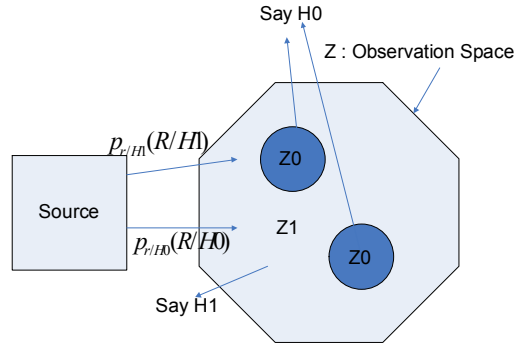 Say H0
Z : Observation Space
p_{r/H1}(R/H1)
Z0
Source
Z1
p_{r/H0}(R/H0)
Z0
Say H1